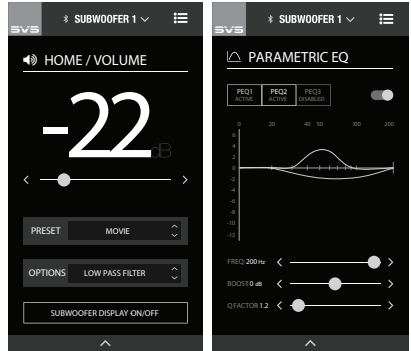 SVS
SUBWOOFER 1
HOME / VOLUME
-22
dB
PRESET MOVIE
OPTIONS LOW PASS FILTER
SUBWOOFER DISPLAY ON/OFF
SVS
SUBWOOFER 1
PARAMETRIC EQ
PEQ1 PEQ2 PEQ3
ACTIVE ACTIVE DISABLED
0 20 40 50 100 200
6
4
2
0
-2
-4
-6
-8
-10
-12
FREQ: 200 Hz
BOOST 0 dB
Q FACTOR 1.2